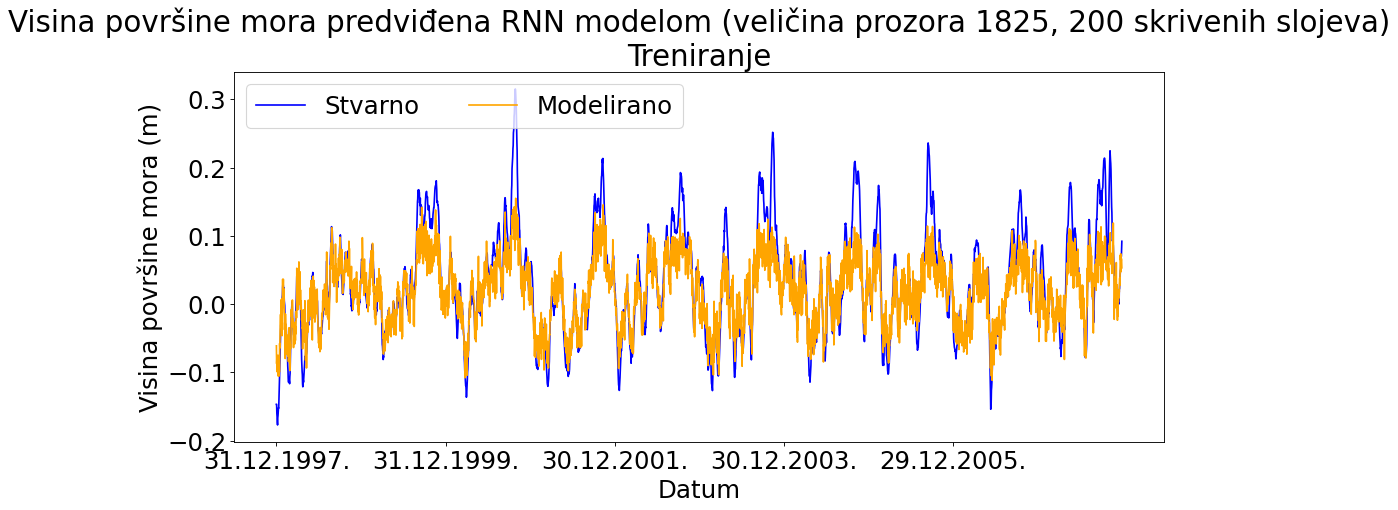 Visina površine mora predviđena RNN modelom (veličina prozora 1825, 200 skrivenih slojeva)
Treniranje
Stvarno Modelirano
Visina površine mora (m)
0.3
0.2
0.1
0.0
−0.1
−0.2
31.12.1997. 31.12.1999. 30.12.2001. 30.12.2003. 29.12.2005.
Datum